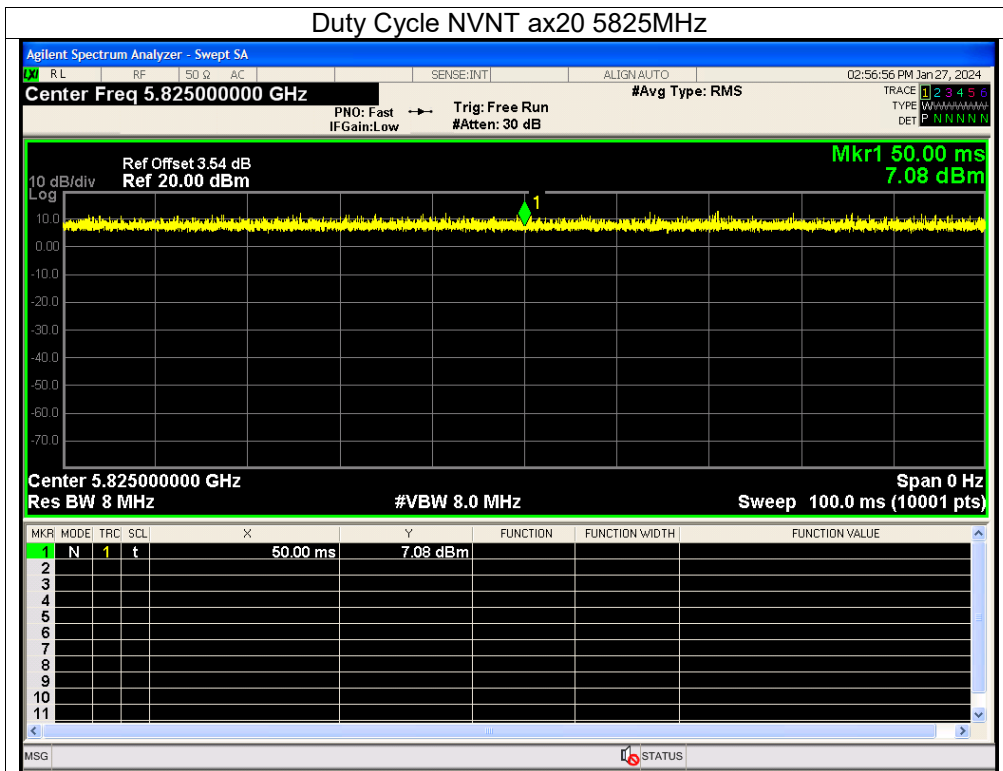 Duty Cycle NVNT ax20 5825MHz
Agilent Spectrum Analyzer - Swept SA
LXI RL RF 50 Ω AC SENSE:INT ALIGN AUTO 02:56:56 PM Jan 27, 2024
Center Freq 5.825000000 GHz #Avg Type: RMS TRACE 1 2 3 4 5 6
PNO: Fast Trig: Free Run TYPE WWWWWW
IFGain:Low #Atten: 30 dB DET P N N N N N
Mkr1 50.00 ms
Ref Offset 3.54 dB
10 dB/div Ref 20.00 dBm 7.08 dBm
Log
1
10.0
0.00
-10.0
-20.0
-30.0
-40.0
-50.0
-60.0
-70.0
Center 5.825000000 GHz Span 0 Hz
Res BW 8 MHz #VBW 8.0 MHz Sweep 100.0 ms (10001 pts)
MKR MODE TRC SCL X Y FUNCTION FUNCTION WIDTH FUNCTION VALUE
1 N 1 t 50.00 ms 7.08 dBm
2
3
4
5
6
7
8
9
10
11
MSG STATUS